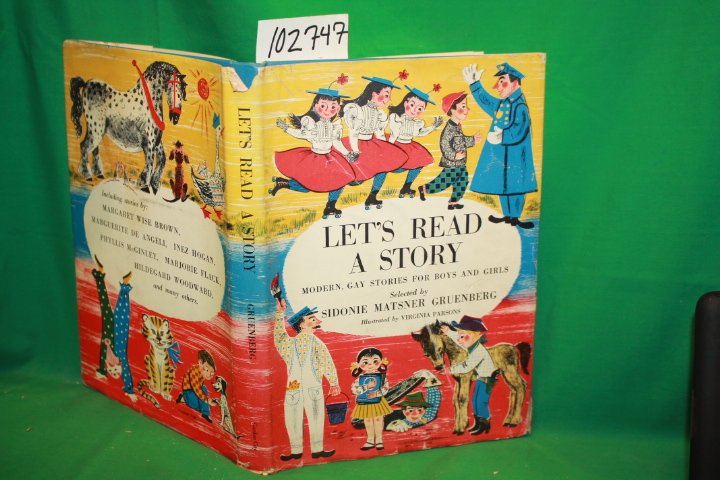 102747
Including stories by:
MARGARET WISE BROWN,
MARGUERITE DE ANGELI, INEZ HOGAN,
PHYLLIS McGINLEY, MARJORIE FLACK,
HILDEGARD WOODWARD,
and many others.
LET'S READ A STORY
GRUENBERG
LET'S READ
A STORY
MODERN, GAY STORIES FOR BOYS AND GIRLS
Selected by
SIDONIE MATSNER GRUENBERG
Illustrated by VIRGINIA PARSONS